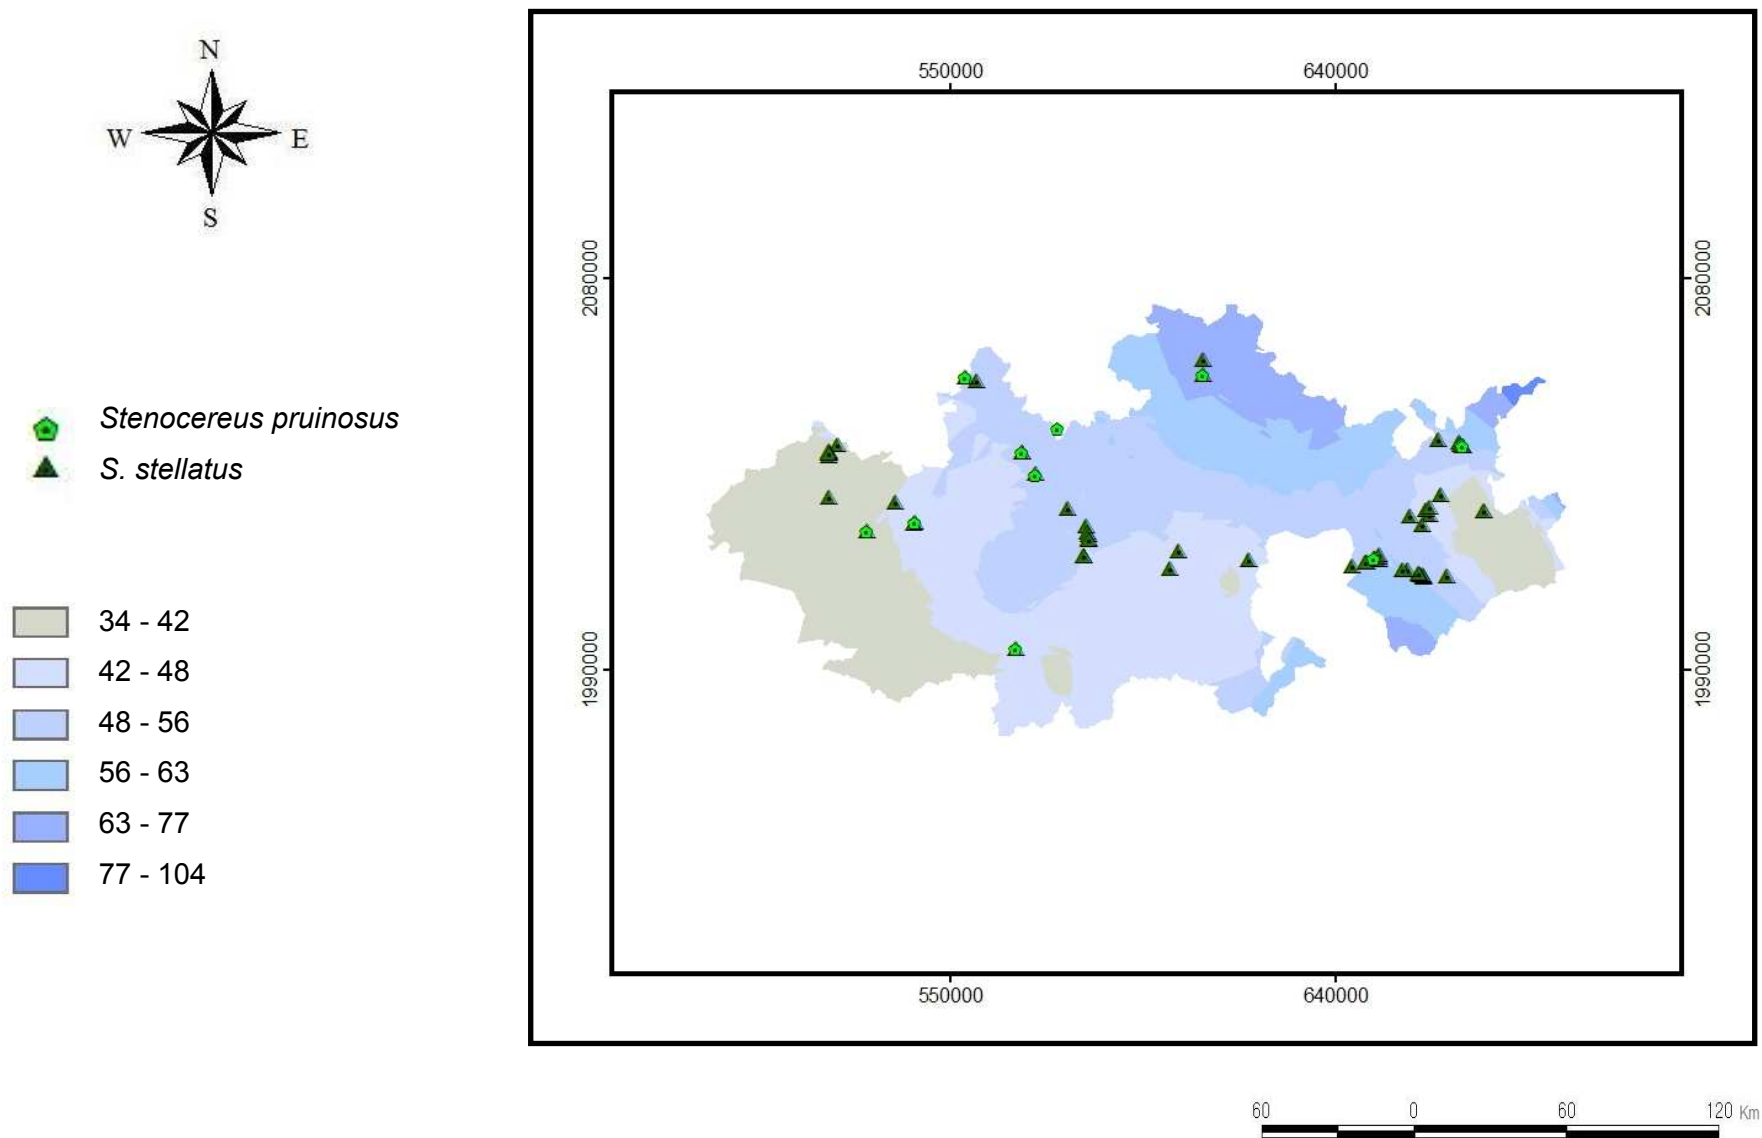 N
W
E
S
Stenocereus pruinosus
S. stellatus
34 - 42
42 - 48
48 - 56
56 - 63
63 - 77
77 - 104
550000
640000
2080000
2080000
1990000
1990000
550000
640000
60
0
60
120 Km